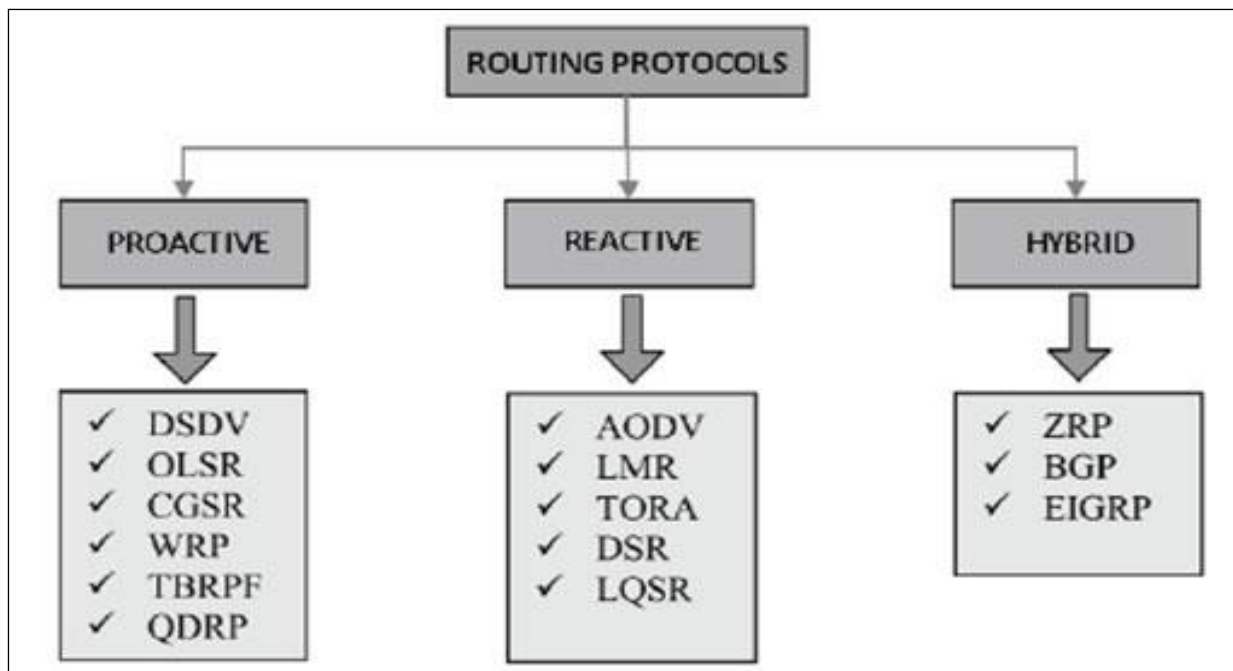 ROUTING PROTOCOLS
PROACTIVE
REACTIVE
HYBRID
✓ DSDV
✓ OLSR
✓ CGSR
✓ WRP
✓ TBRPF
✓ QDRP
✓ AODV
✓ LMR
✓ TORA
✓ DSR
✓ LQSR
✓ ZRP
✓ BGP
✓ EIGRP